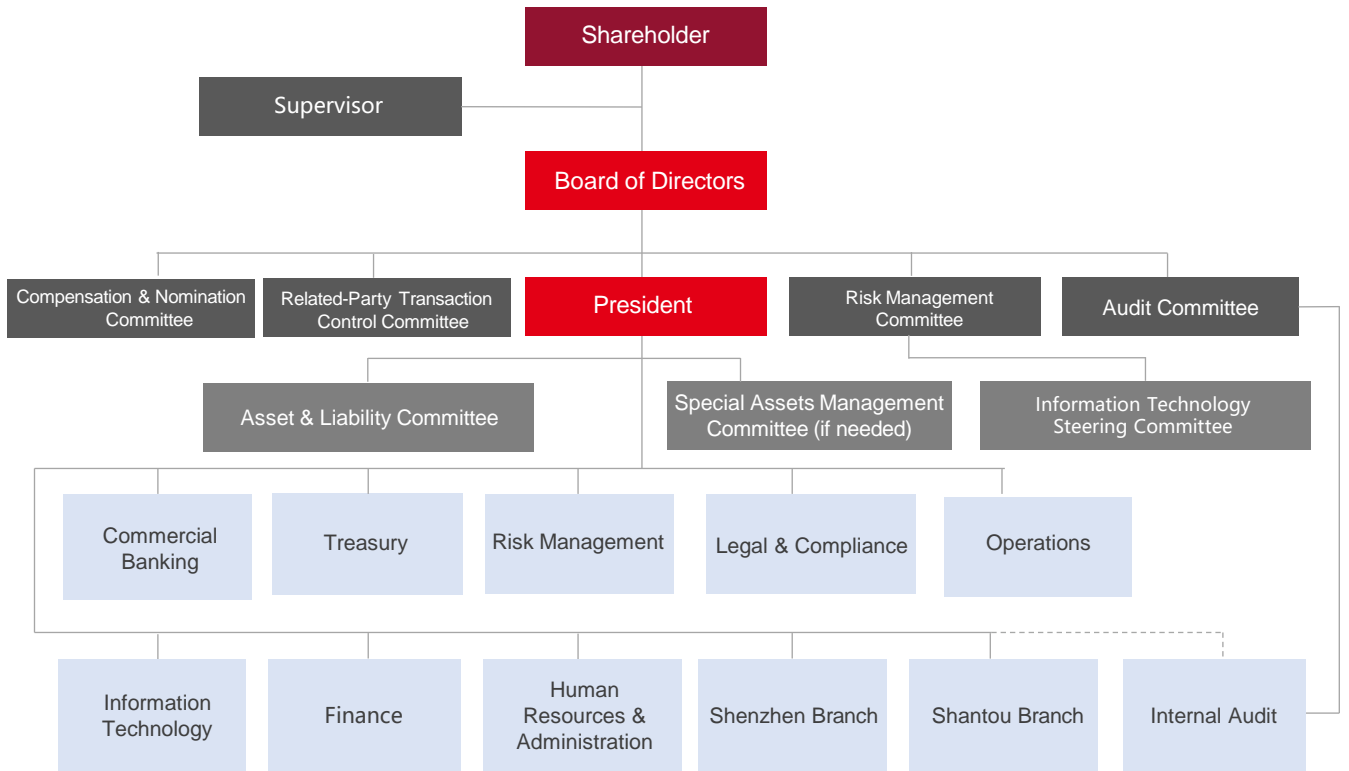 Shareholder
Supervisor
Board of Directors
Compensation & Nomination
Committee
Related-Party Transaction
Control Committee
President
Risk Management
Committee
Audit Committee
Asset & Liability Committee
Special Assets Management
Committee (if needed)
Information Technology
Steering Committee
Commercial
Banking
Treasury
Risk Management
Legal & Compliance
Operations
Information
Technology
Finance
Human
Resources &
Administration
Shenzhen Branch
Shantou Branch
Internal Audit